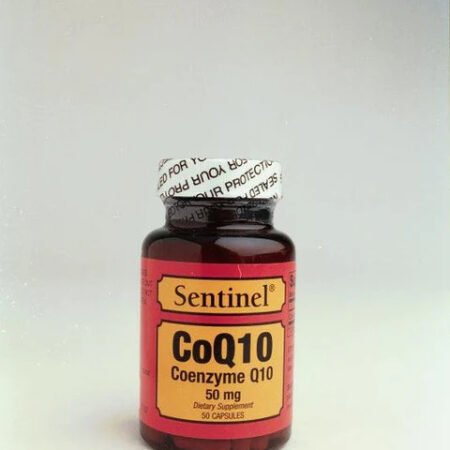 SEALED FOR YOUR PROTECTION
Sentinel®
CoQ10
Coenzyme Q10
50 mg
Dietary Supplement
50 CAPSULES